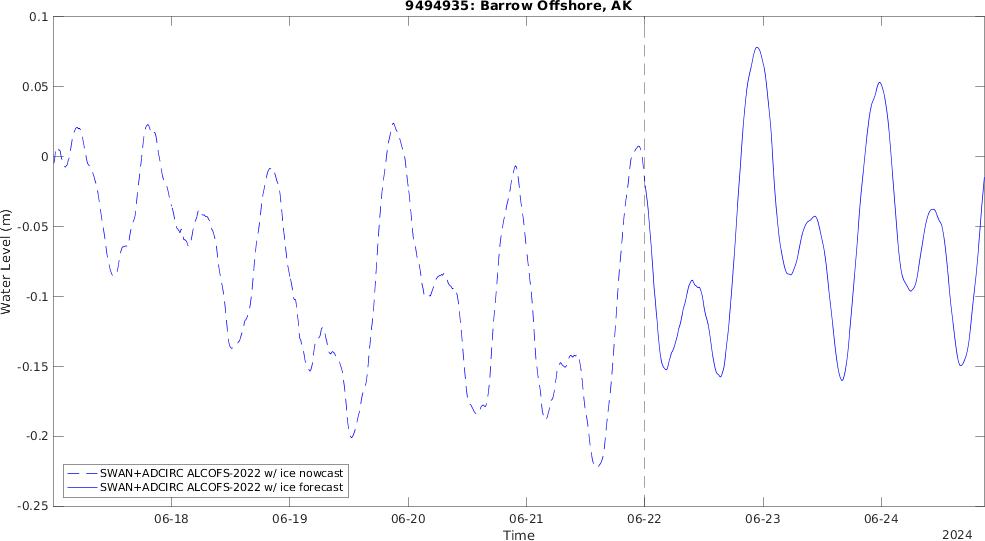 9494935: Barrow Offshore, AK
Water Level (m)
0.1
0.05
0
-0.05
-0.1
-0.15
-0.2
-0.25
SWAN+ADCIRC ALCOFS-2022 w/ ice nowcast
SWAN+ADCIRC ALCOFS-2022 w/ ice forecast
06-18 06-19 06-20 06-21 06-22 06-23 06-24
Time
2024